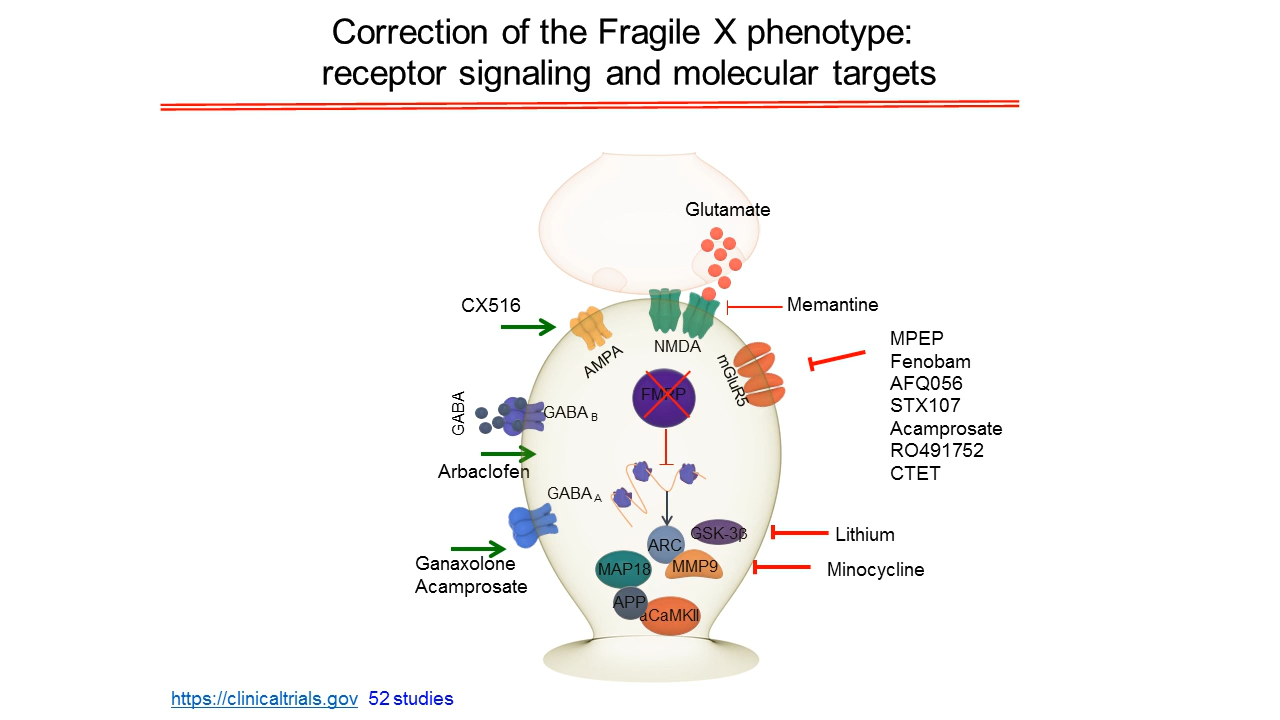 Correction of the Fragile X phenotype:
receptor signaling and molecular targets
Glutamate
CX516
Memantine
AMPA
NMDA
mGluR5
MPEP
Fenobam
AFQ056
STX107
Acamprosate
RO491752
CTET
FMRP
GABA
GABA B
Arbaclofen
GABA A
GSK-3β
Lithium
ARC
Ganaxolone
Acamprosate
MAP18
MMP9
Minocycline
APP
aCaMKII
https://clinicaltrials.gov 52 studies